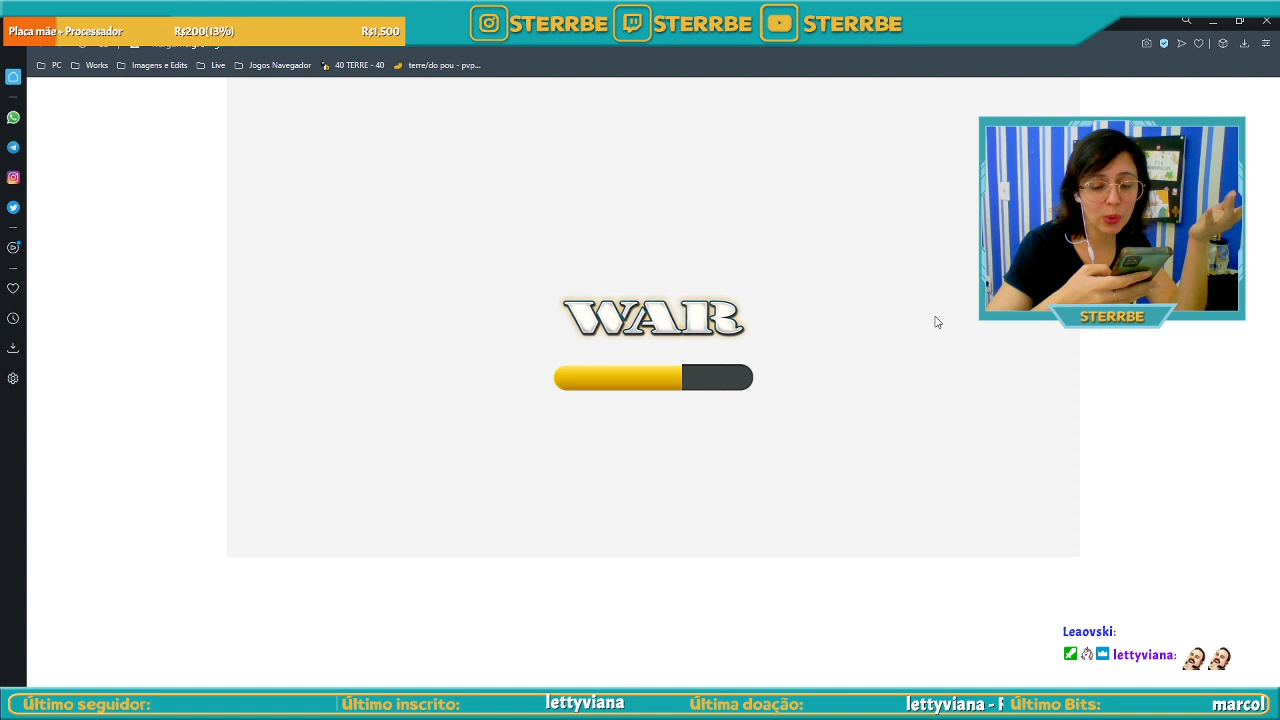 STERRBE STERRBE STERRBE
Placa mãe + Processador R$200(13%) R$1,500
PC Works Imagens e Edits Live Jogos Navegador 40 TERRE - 40 terre/do pou - pvp...
WAR
STERRBE
Leaovski:
lettyviana:
Último seguidor: Último inscrito: lettyviana Última doação: lettyviana - F Último Bits: marcol